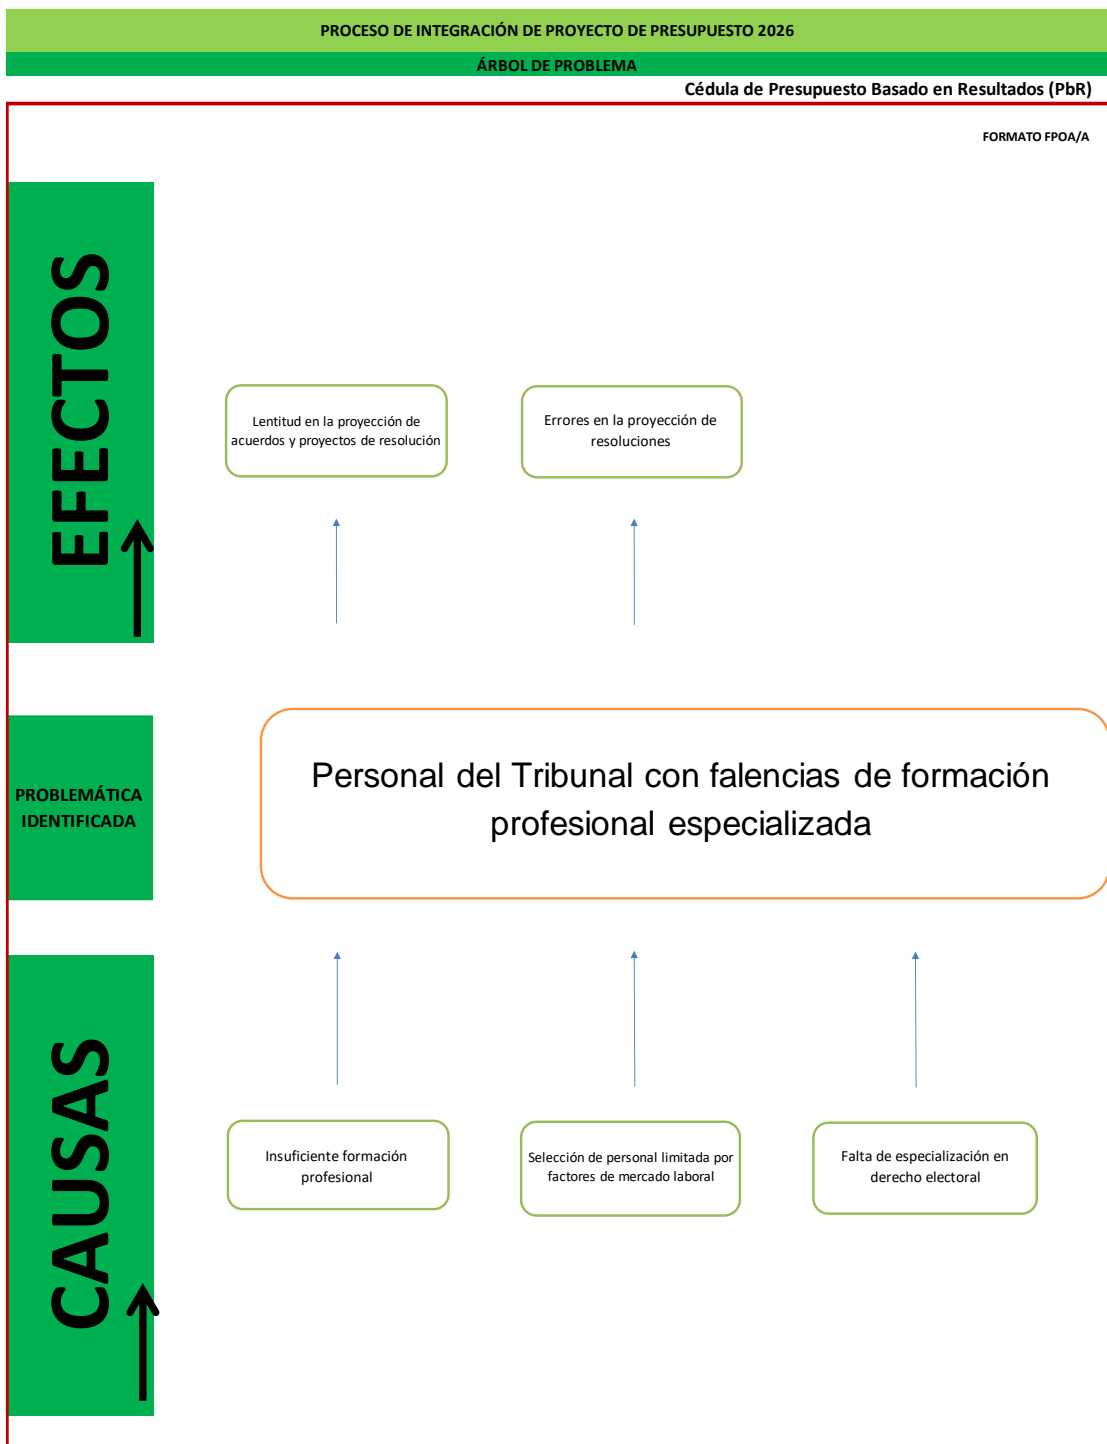 PROCESO DE INTEGRACIÓN DE PROYECTO DE PRESUPUESTO 2026
ÁRBOL DE PROBLEMA
Cédula de Presupuesto Basado en Resultados (PbR)
FORMATO FPOA/A
EFECTOS
Lentitud en la proyección de
acuerdos y proyectos de resolución
Errores en la proyección de
resoluciones
PROBLEMÁTICA
IDENTIFICADA
Personal del Tribunal con falencias de formación
profesional especializada
CAUSAS
Insuficiente formación
profesional
Selección de personal limitada por
factores de mercado laboral
Falta de especialización en
derecho electoral